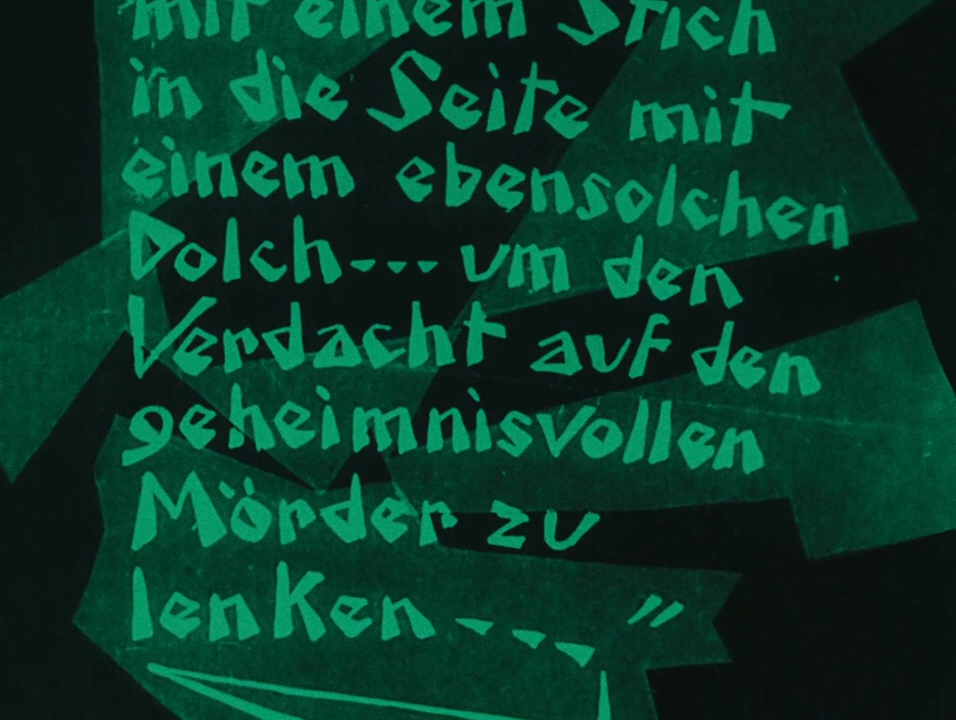 mit einem Stich
in die Seite mit
einem ebensolchen
Dolch--- um den
Verdacht auf den
geheimnisvollen
Mörder zu
lenken ---"